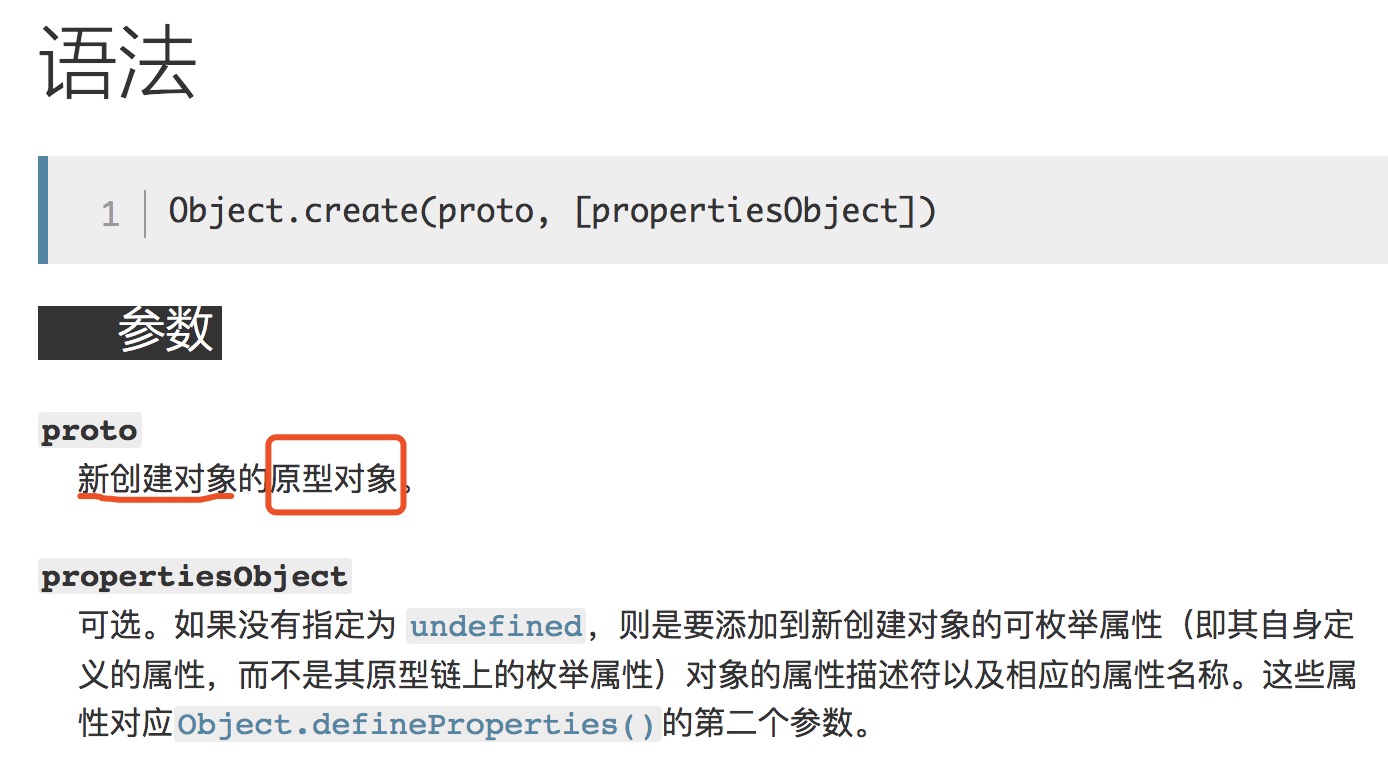 语法
1 Object.create(proto, [propertiesObject])
参数
proto
新创建对象的原型对象。
propertiesObject
可选。如果没有指定为 undefined，则是要添加到新创建对象的可枚举属性（即其自身定
义的属性，而不是其原型链上的枚举属性）对象的属性描述符以及相应的属性名称。这些属
性对应Object.defineProperties()的第二个参数。